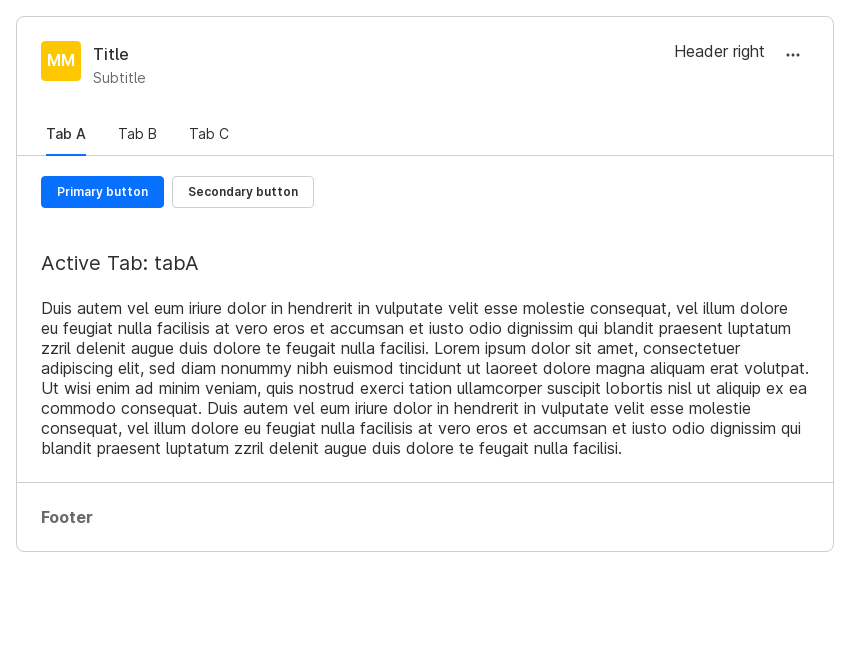 MM
Title
Subtitle
Header right
Tab A
Tab B
Tab C
Primary button
Secondary button
Active Tab: tabA
Duis autem vel eum iriure dolor in hendrerit in vulputate velit esse molestie consequat, vel illum dolore
eu feugiat nulla facilisis at vero eros et accumsan et iusto odio dignissim qui blandit praesent luptatum
zzril delenit augue duis dolore te feugait nulla facilisi. Lorem ipsum dolor sit amet, consectetuer
adipiscing elit, sed diam nonummy nibh euismod tincidunt ut laoreet dolore magna aliquam erat volutpat.
Ut wisi enim ad minim veniam, quis nostrud exerci tation ullamcorper suscipit lobortis nisl ut aliquip ex ea
commodo consequat. Duis autem vel eum iriure dolor in hendrerit in vulputate velit esse molestie
consequat, vel illum dolore eu feugiat nulla facilisis at vero eros et accumsan et iusto odio dignissim qui
blandit praesent luptatum zzril delenit augue duis dolore te feugait nulla facilisi.
Footer